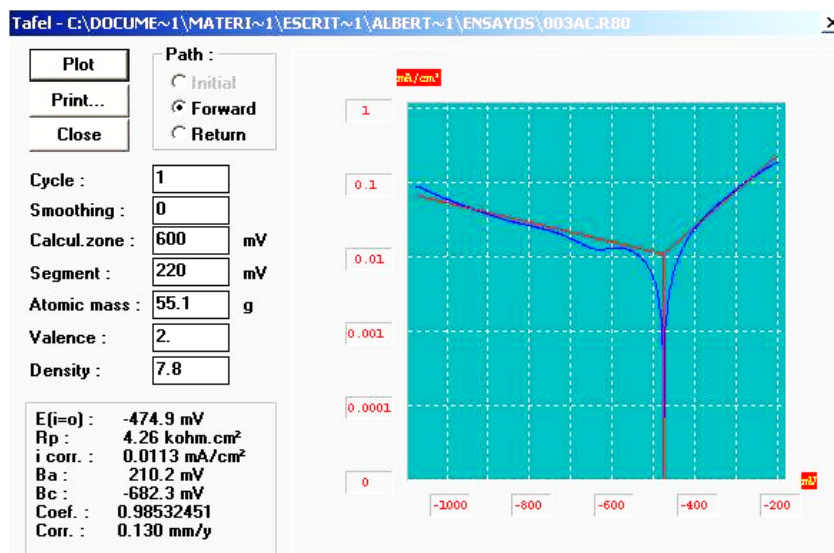 Tafel - C:\DOCUME~1\MATERI~1\ESCRIT~1\ALBERT~1\ENSAYOS\003AC.R80
Plot
Print...
Close
Path :
Initial
Forward
Return
Cycle : 1
Smoothing : 0
Calcul.zone : 600 mV
Segment : 220 mV
Atomic mass : 55.1 g
Valence : 2.
Density : 7.8
E(i=o) : -474.9 mV
Rp : 4.26 kohm.cm²
i corr. : 0.0113 mA/cm²
Ba : 210.2 mV
Bc : -682.3 mV
Coef. : 0.98532451
Corr. : 0.130 mm/y
mA/cm²
1
0.1
0.01
0.001
0.0001
0
mV
-1000 -800 -600 -400 -200